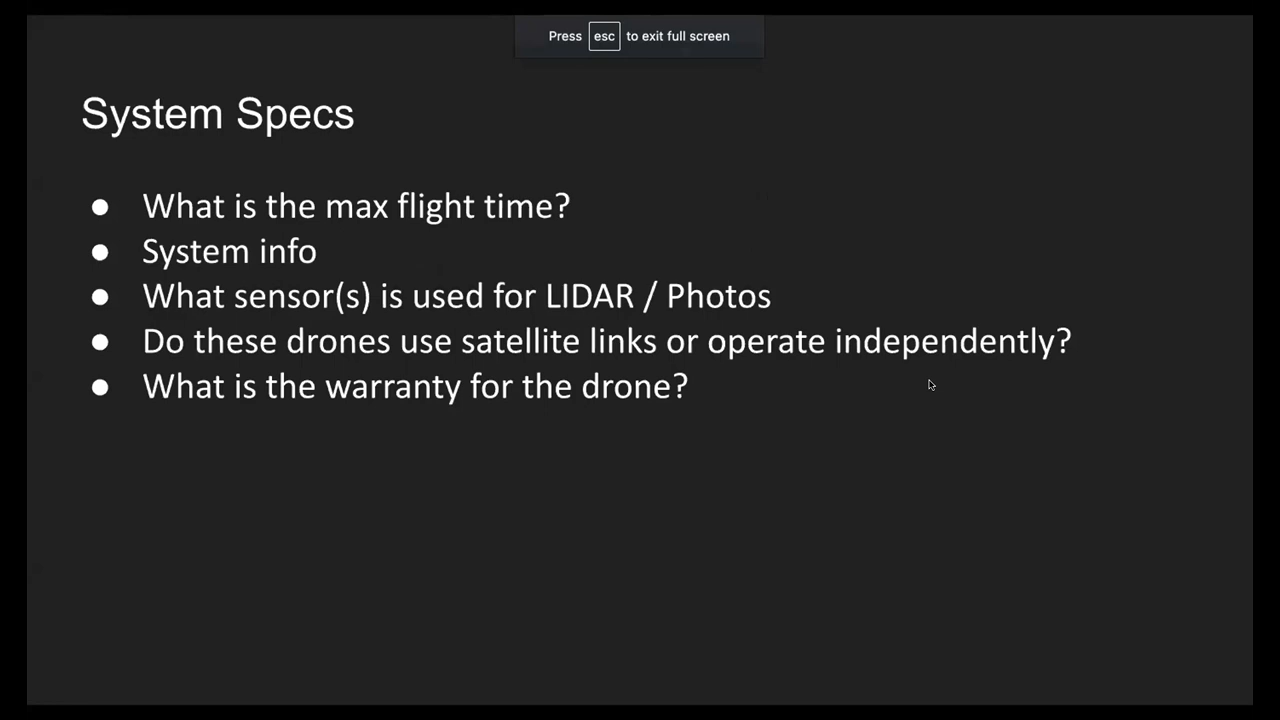 Press esc to exit full screen
System Specs
● What is the max flight time?
● System info
● What sensor(s) is used for LIDAR / Photos
● Do these drones use satellite links or operate independently?
● What is the warranty for the drone?